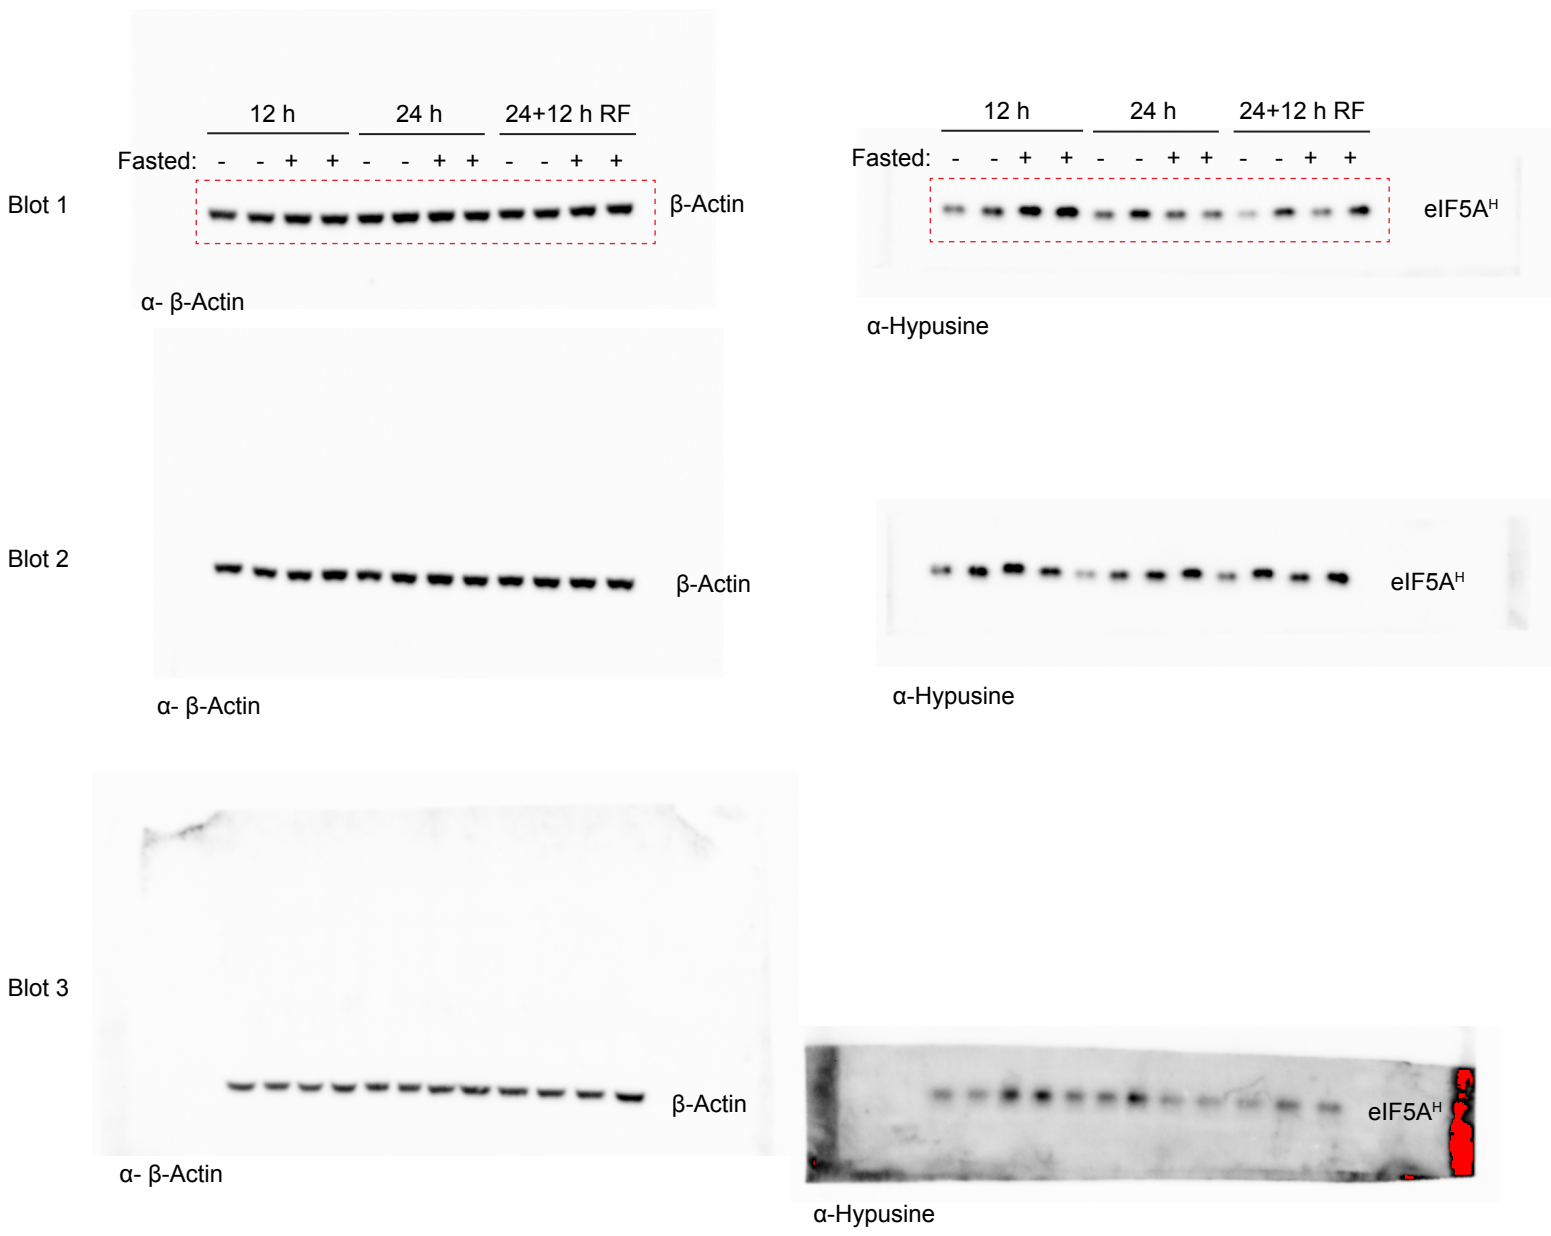 12 h 24 h 24+12 h RF
Fasted: - - + + - - + + - - + +
Blot 1
β-Actin
α- β-Actin
12 h 24 h 24+12 h RF
Fasted: - - + + - - + + - - + +
eIF5Aᴴ
α-Hypusine
Blot 2
β-Actin
α- β-Actin
eIF5Aᴴ
α-Hypusine
Blot 3
β-Actin
α- β-Actin
eIF5Aᴴ
α-Hypusine